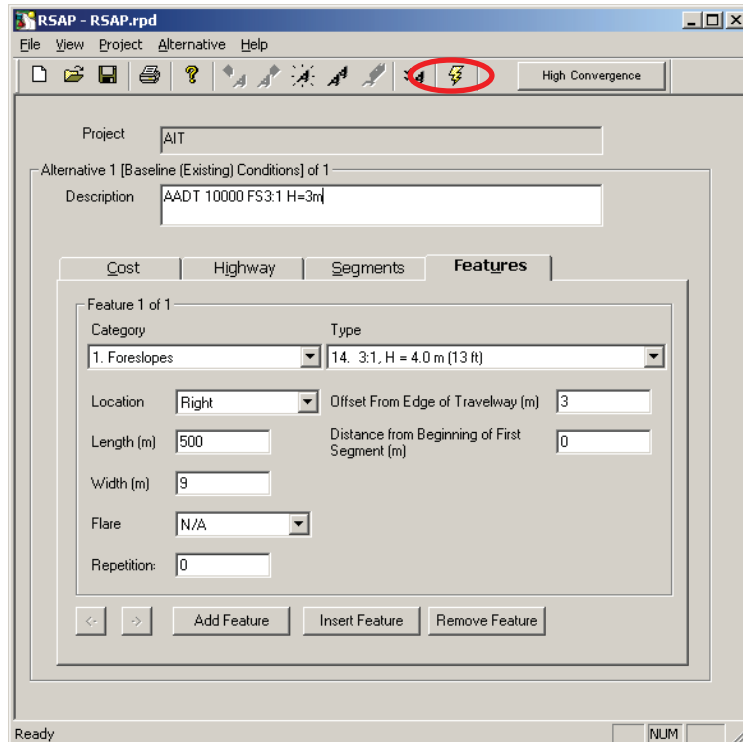 RSAP - RSAP.rpd
File View Project Alternative Help
High Convergence
Project AIT
Alternative 1 [Baseline (Existing) Conditions] of 1
Description AADT 10000 FS3:1 H=3m
Cost Highway Segments Features
Feature 1 of 1
Category Type
1. Foreslopes 14. 3:1, H = 4.0 m (13 ft)
Location Right Offset From Edge of Travelway (m) 3
Length (m) 500 Distance from Beginning of First Segment (m) 0
Width (m) 9
Flare N/A
Repetition: 0
<- -> Add Feature Insert Feature Remove Feature
Ready NUM